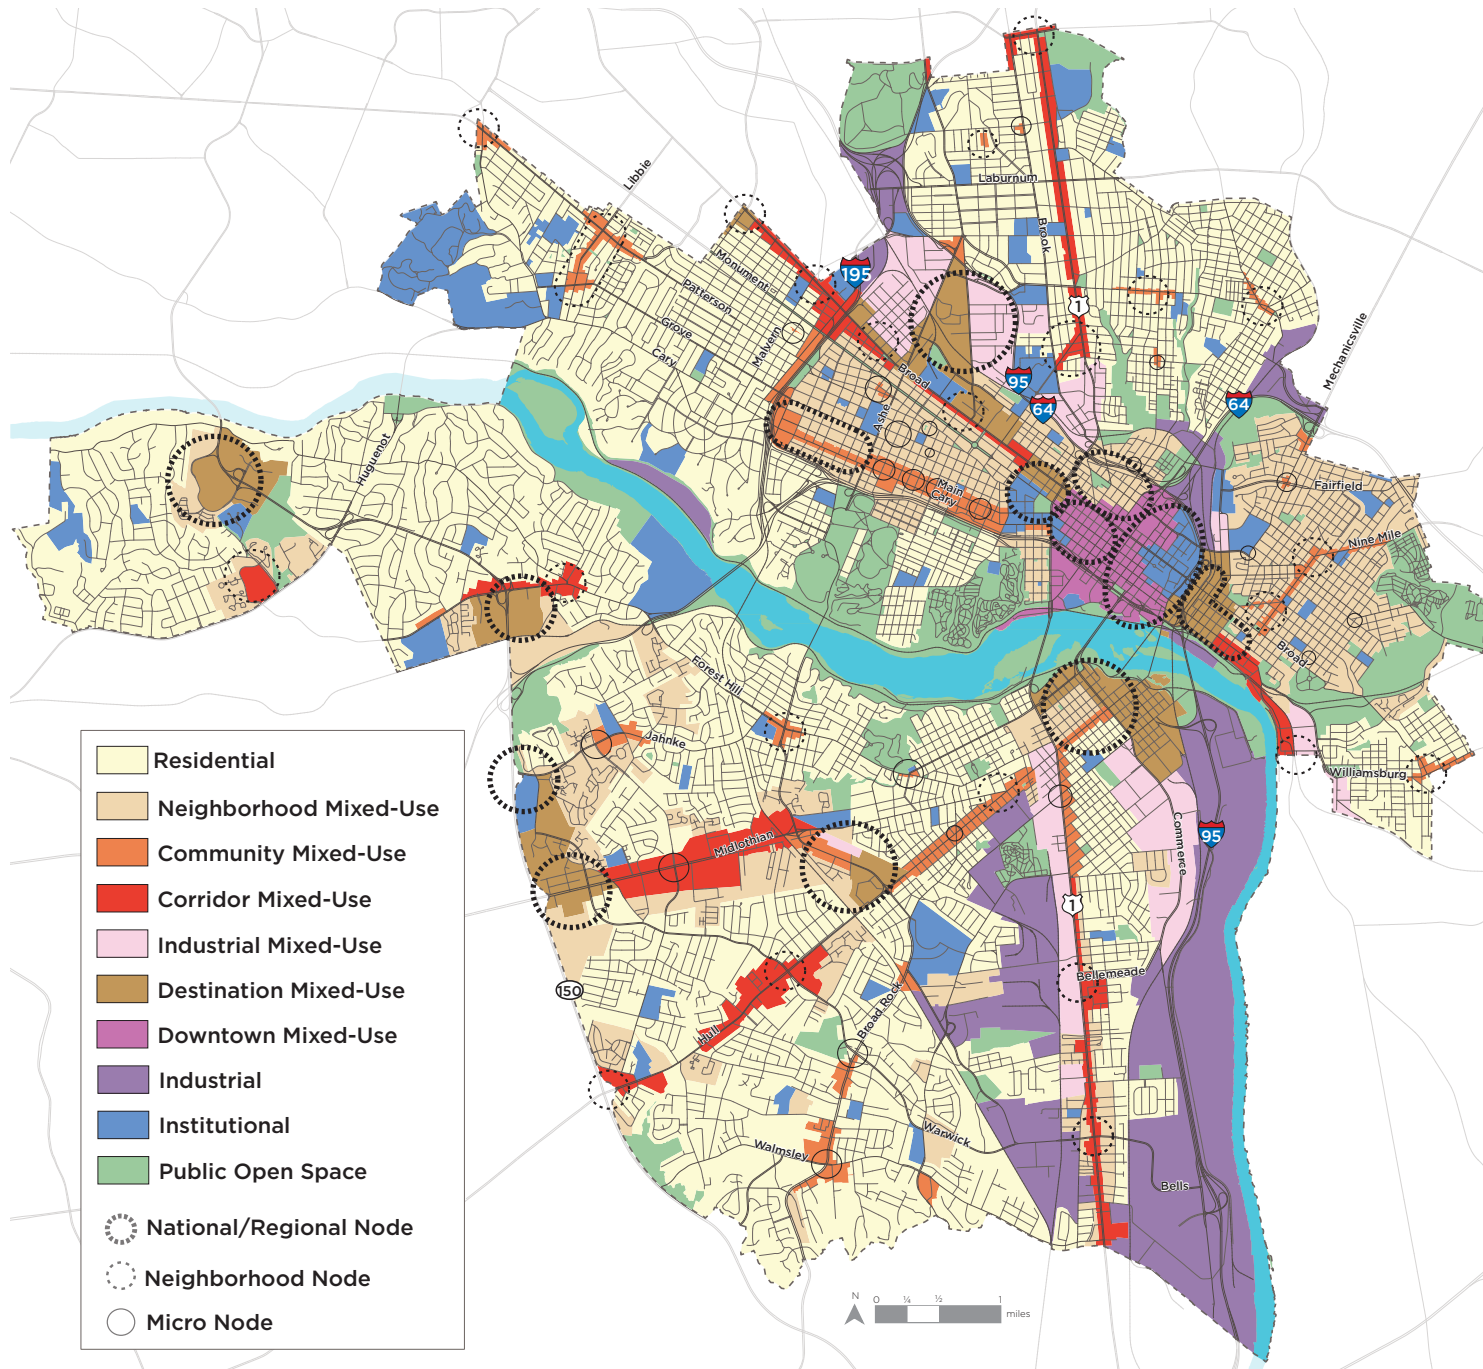 Libbie
Laburnum
Brook
Monument
195
Patterson
1
Grove
Malvern
Cary
Mechanicsville
Broad
95
64
64
Ashe
Huguenot
Main
Cary
Fairfield
Nine Mile
Broad
Forest Hill
Jahnke
Williamsburg
Commerce
95
Midlothian
1
Bellemeade
150
Broad Rock
Hull
Warwick
Walmsley
Bells
Residential
Neighborhood Mixed-Use
Community Mixed-Use
Corridor Mixed-Use
Industrial Mixed-Use
Destination Mixed-Use
Downtown Mixed-Use
Industrial
Institutional
Public Open Space
National/Regional Node
Neighborhood Node
Micro Node
N
0 ¼ ½ 1
miles